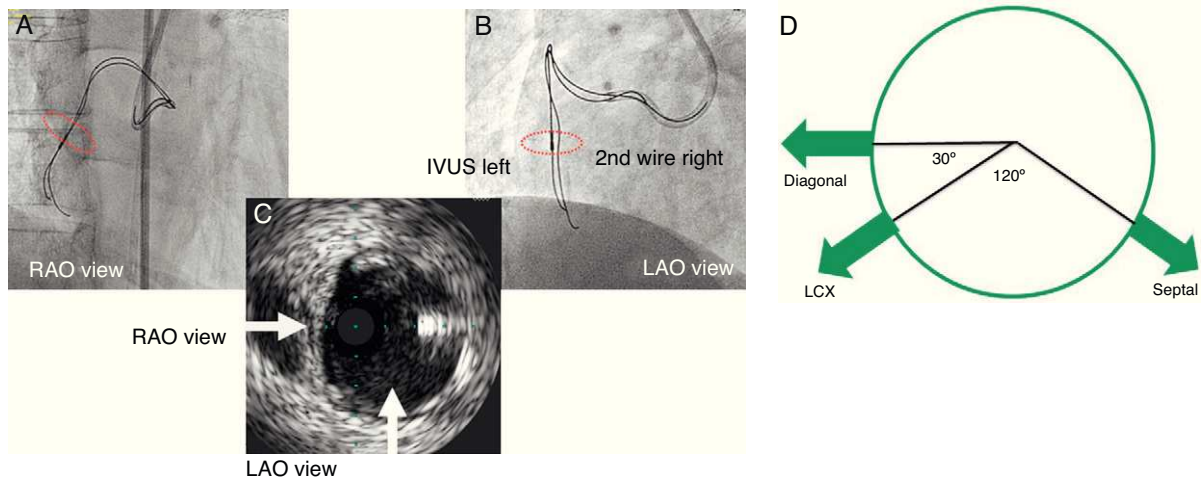 A
RAO view
B
IVUS left
2nd wire right
LAO view
C
RAO view
LAO view
D
30º
120º
Diagonal
LCX
Septal